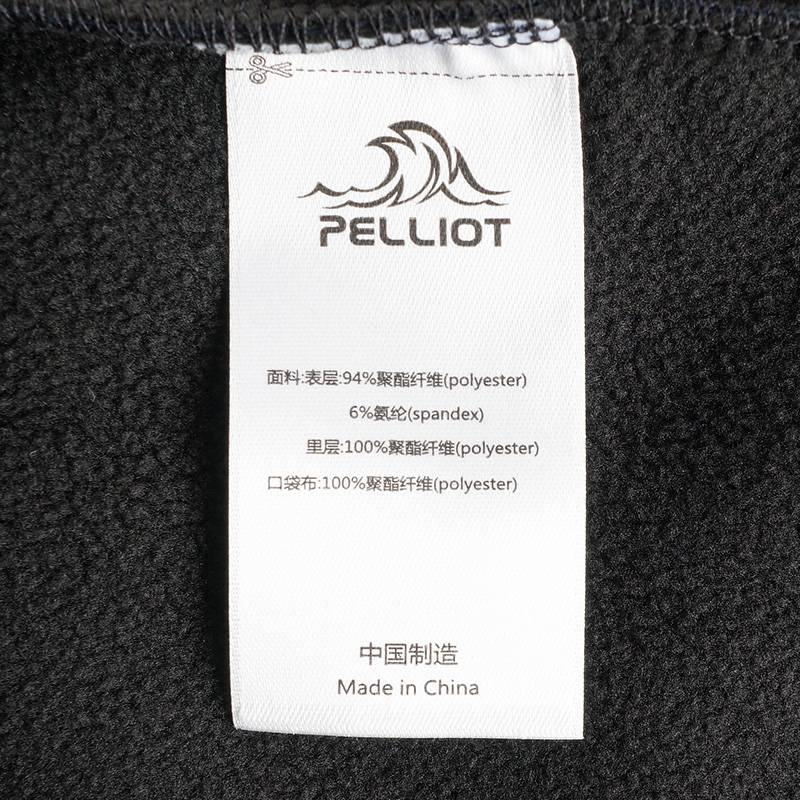 PELLIOT
面料:表层:94%聚酯纤维(polyester)
6%氨纶(spandex)
里层:100%聚酯纤维(polyester)
口袋布:100%聚酯纤维(polyester)
中国制造
Made in China